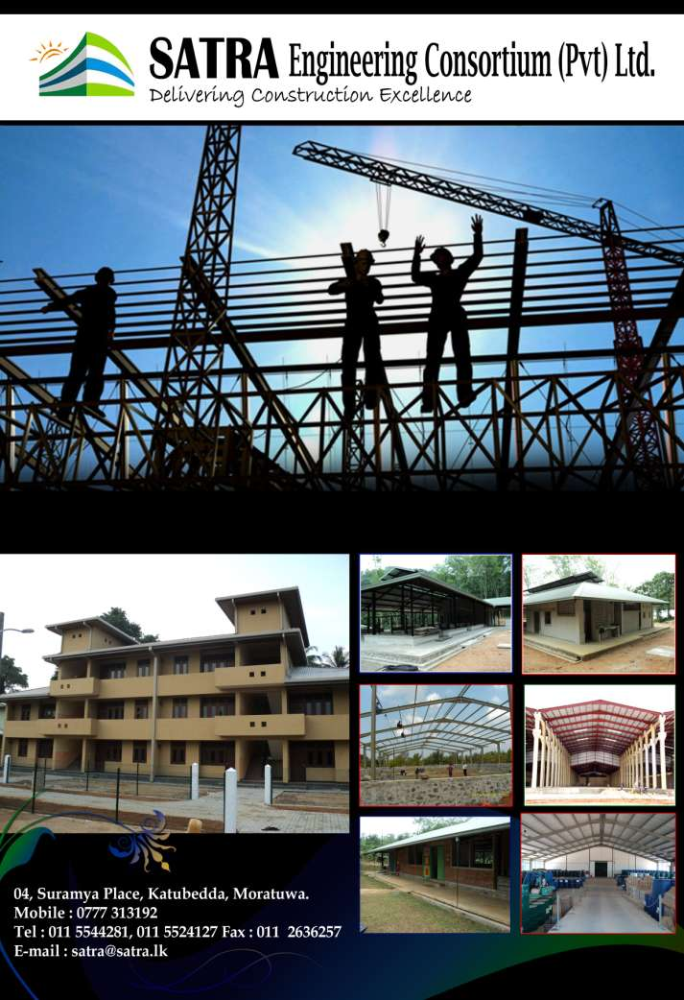 SATRA Engineering Consortium (Pvt) Ltd.
Delivering Construction Excellence
04, Suramya Place, Katubedda, Moratuwa.
Mobile : 0777 313192
Tel : 011 5544281, 011 5524127 Fax : 011 2636257
E-mail : satra@satra.lk